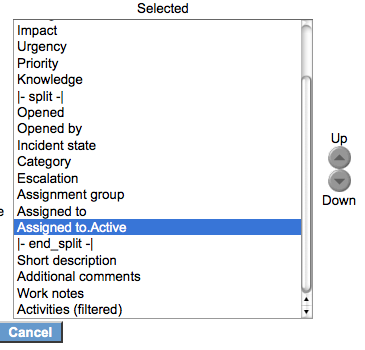 Selected
Impact
Urgency
Priority
Knowledge
|- split -|
Opened
Opened by
Incident state
Category
Escalation
Assignment group
Assigned to
Assigned to.Active
|- end_split -|
Short description
Additional comments
Work notes
Activities (filtered)
Up
Down
Cancel